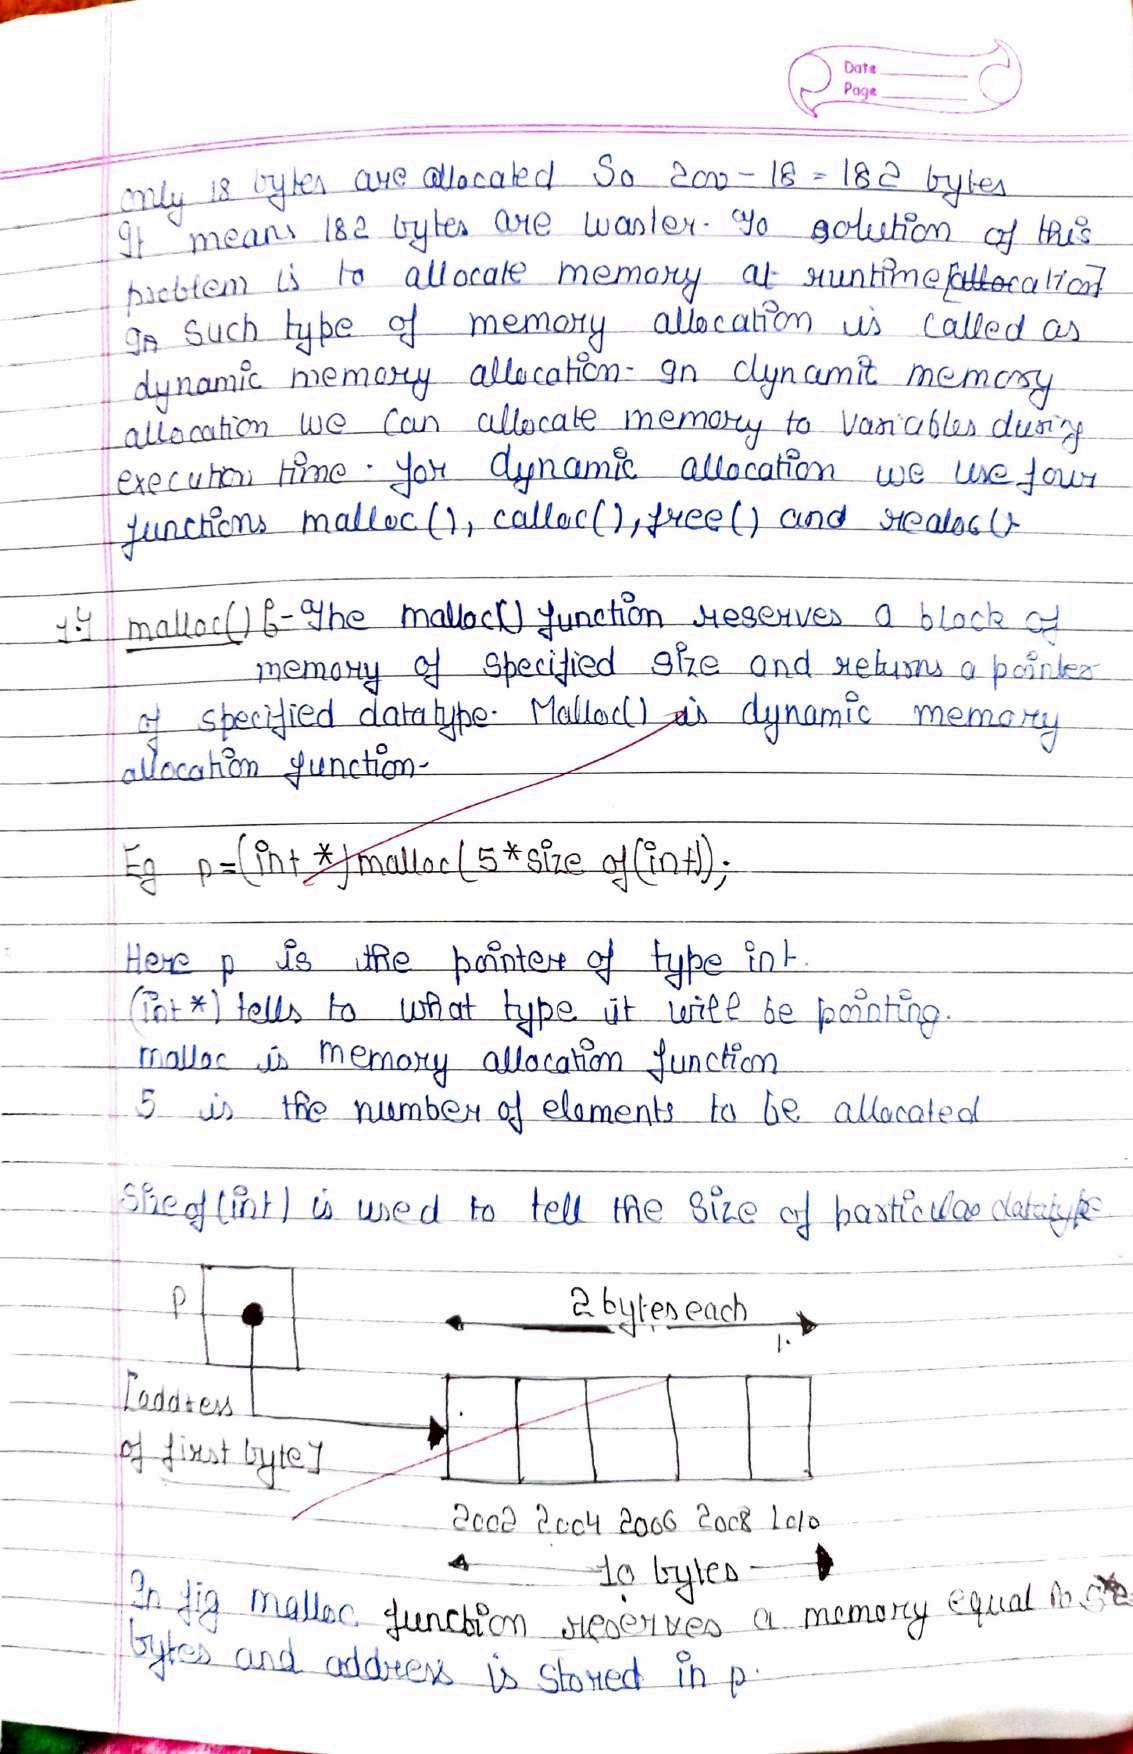 Date
Page
only 18 bytes are allocated So 200 - 18 = 182 bytes
It means 182 bytes are waster. To solution of this
problem is to allocate memory at runtime [allocation]
In Such type of memory allocation is called as
dynamic memory allocation. In dynamit memory
allocation we can allocate memory to variables during
execution time. for dynamic allocation we use four
functions malloc(), calloc(), free() and realoc()
malloc() :- The malloc() function reserves a block of
memory of specified size and returns a pointer
of specified datatype. Malloc() is dynamic memory
allocation function-
Eg p=(int *) malloc(5*size of(int));
Here p is the pointer of type int.
(int *) tells to what type it will be pointing.
malloc is memory allocation function
5 is the number of elements to be allocated
Size of (int) is used to tell the size of particular datatype
P
2 bytes each
[address
of first byte]
2002 2004 2006 2008 2010
10 bytes
In fig malloc function reserves a memory equal to 5*2
bytes and address is stored in p.